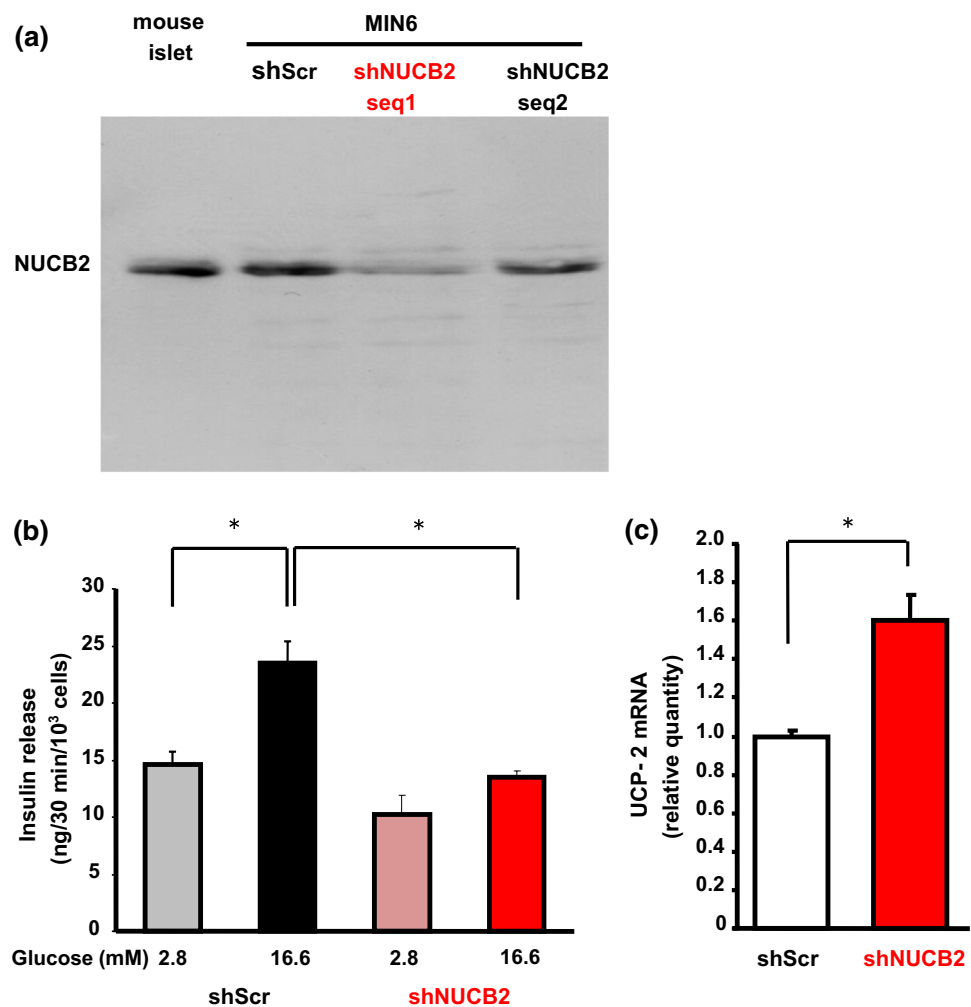 (a)
mouse
islet
MIN6
shScr
shNUCB2
seq1
shNUCB2
seq2
NUCB2
(b)
*
*
Insulin release
(ng/30 min/10³ cells)
30
25
20
15
10
5
0
Glucose (mM) 2.8 16.6 2.8 16.6
shScr shNUCB2
(c)
*
UCP- 2 mRNA
(relative quantity)
2.0
1.8
1.6
1.4
1.2
1.0
0.8
0.6
0.4
0.2
0
shScr shNUCB2